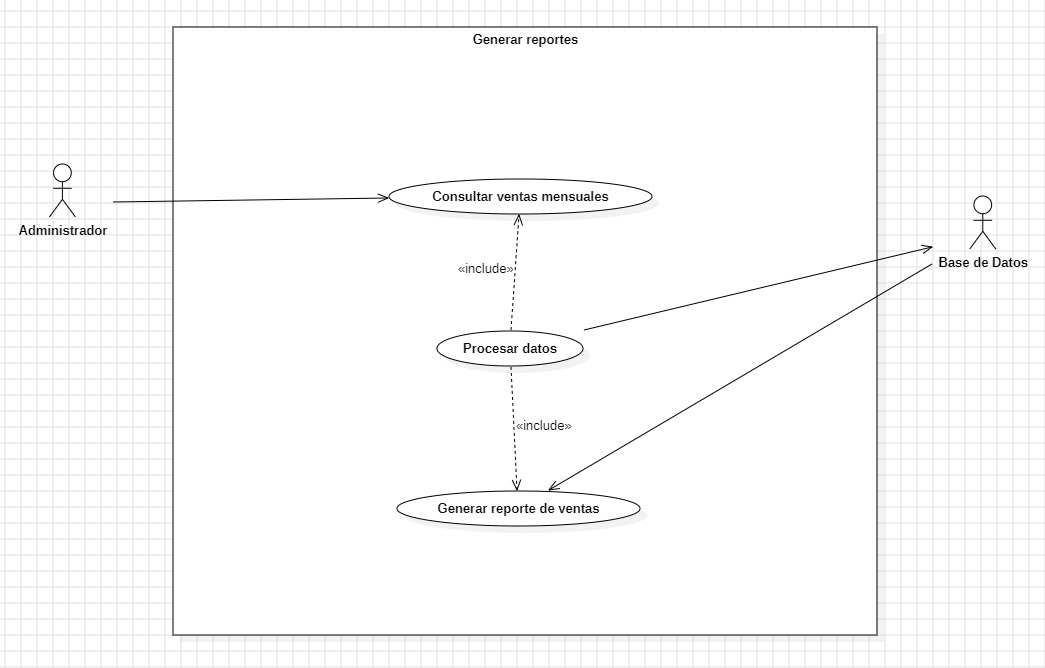 Generar reportes
Consultar ventas mensuales
Administrador
Base de Datos
«include»
Procesar datos
«include»
Generar reporte de ventas